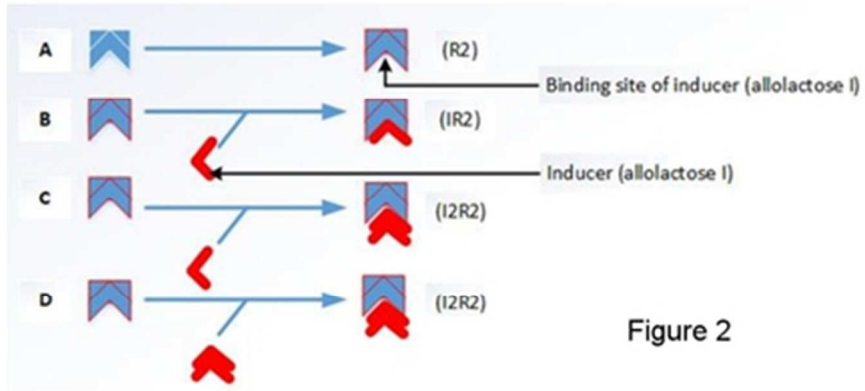 A
(R2)
Binding site of inducer (allolactose I)
B
(IR2)
Inducer (allolactose I)
C
(I2R2)
D
(I2R2)
Figure 2